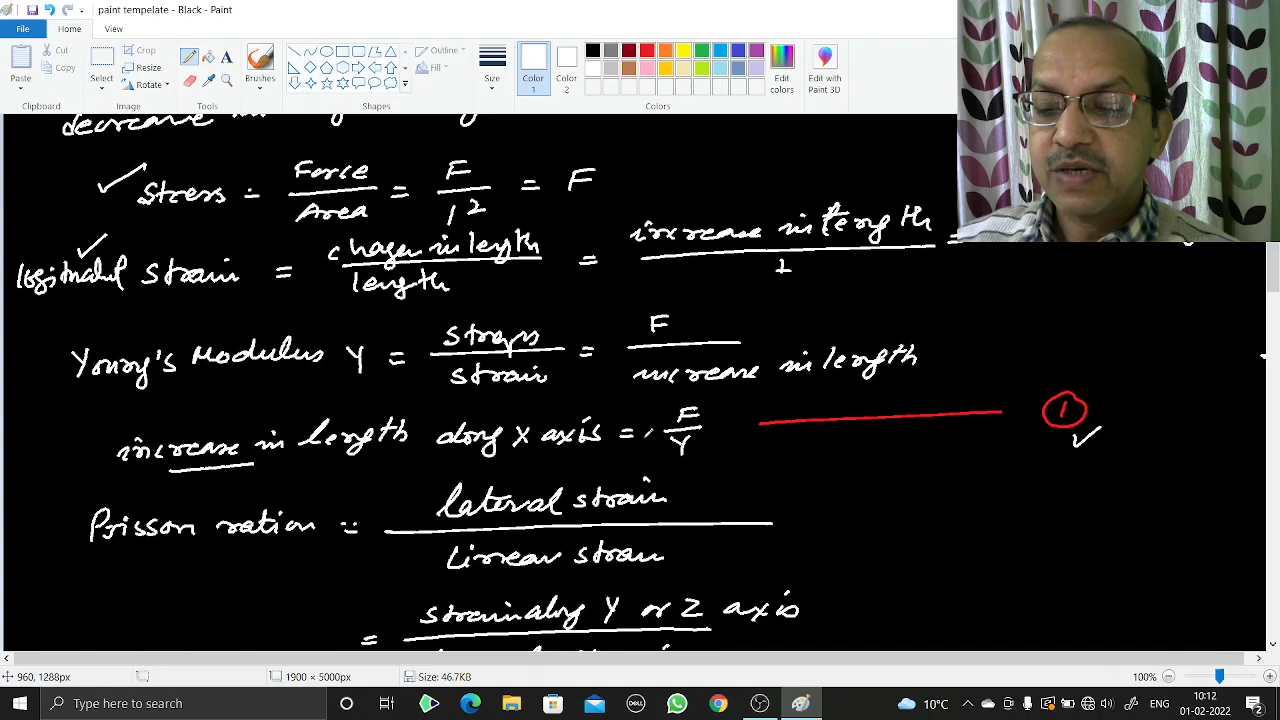 paint tempelate - Black - Paint
File Home View
Paste Cut Copy Clipboard
Select Crop Resize Rotate Image
Tools
Brushes
Shapes Outline Fill
Size
Color 1 Color 2 Edit colors Colors
Edit with Paint 3D
Stress = Force / Area = F / 1² = F
strain = in length / length = increase in length / 1 =
Young's Modulus Y = stress / strain = F / increase in length
increase in length along X axis = F / Y 1
Poisson ration = lateral strain / linear strain
= strain along Y or Z axis
960, 1288px 1900 × 5000px Size: 46.7KB 100%
Type here to search DELL 10°C ENG 10:12 01-02-2022 2